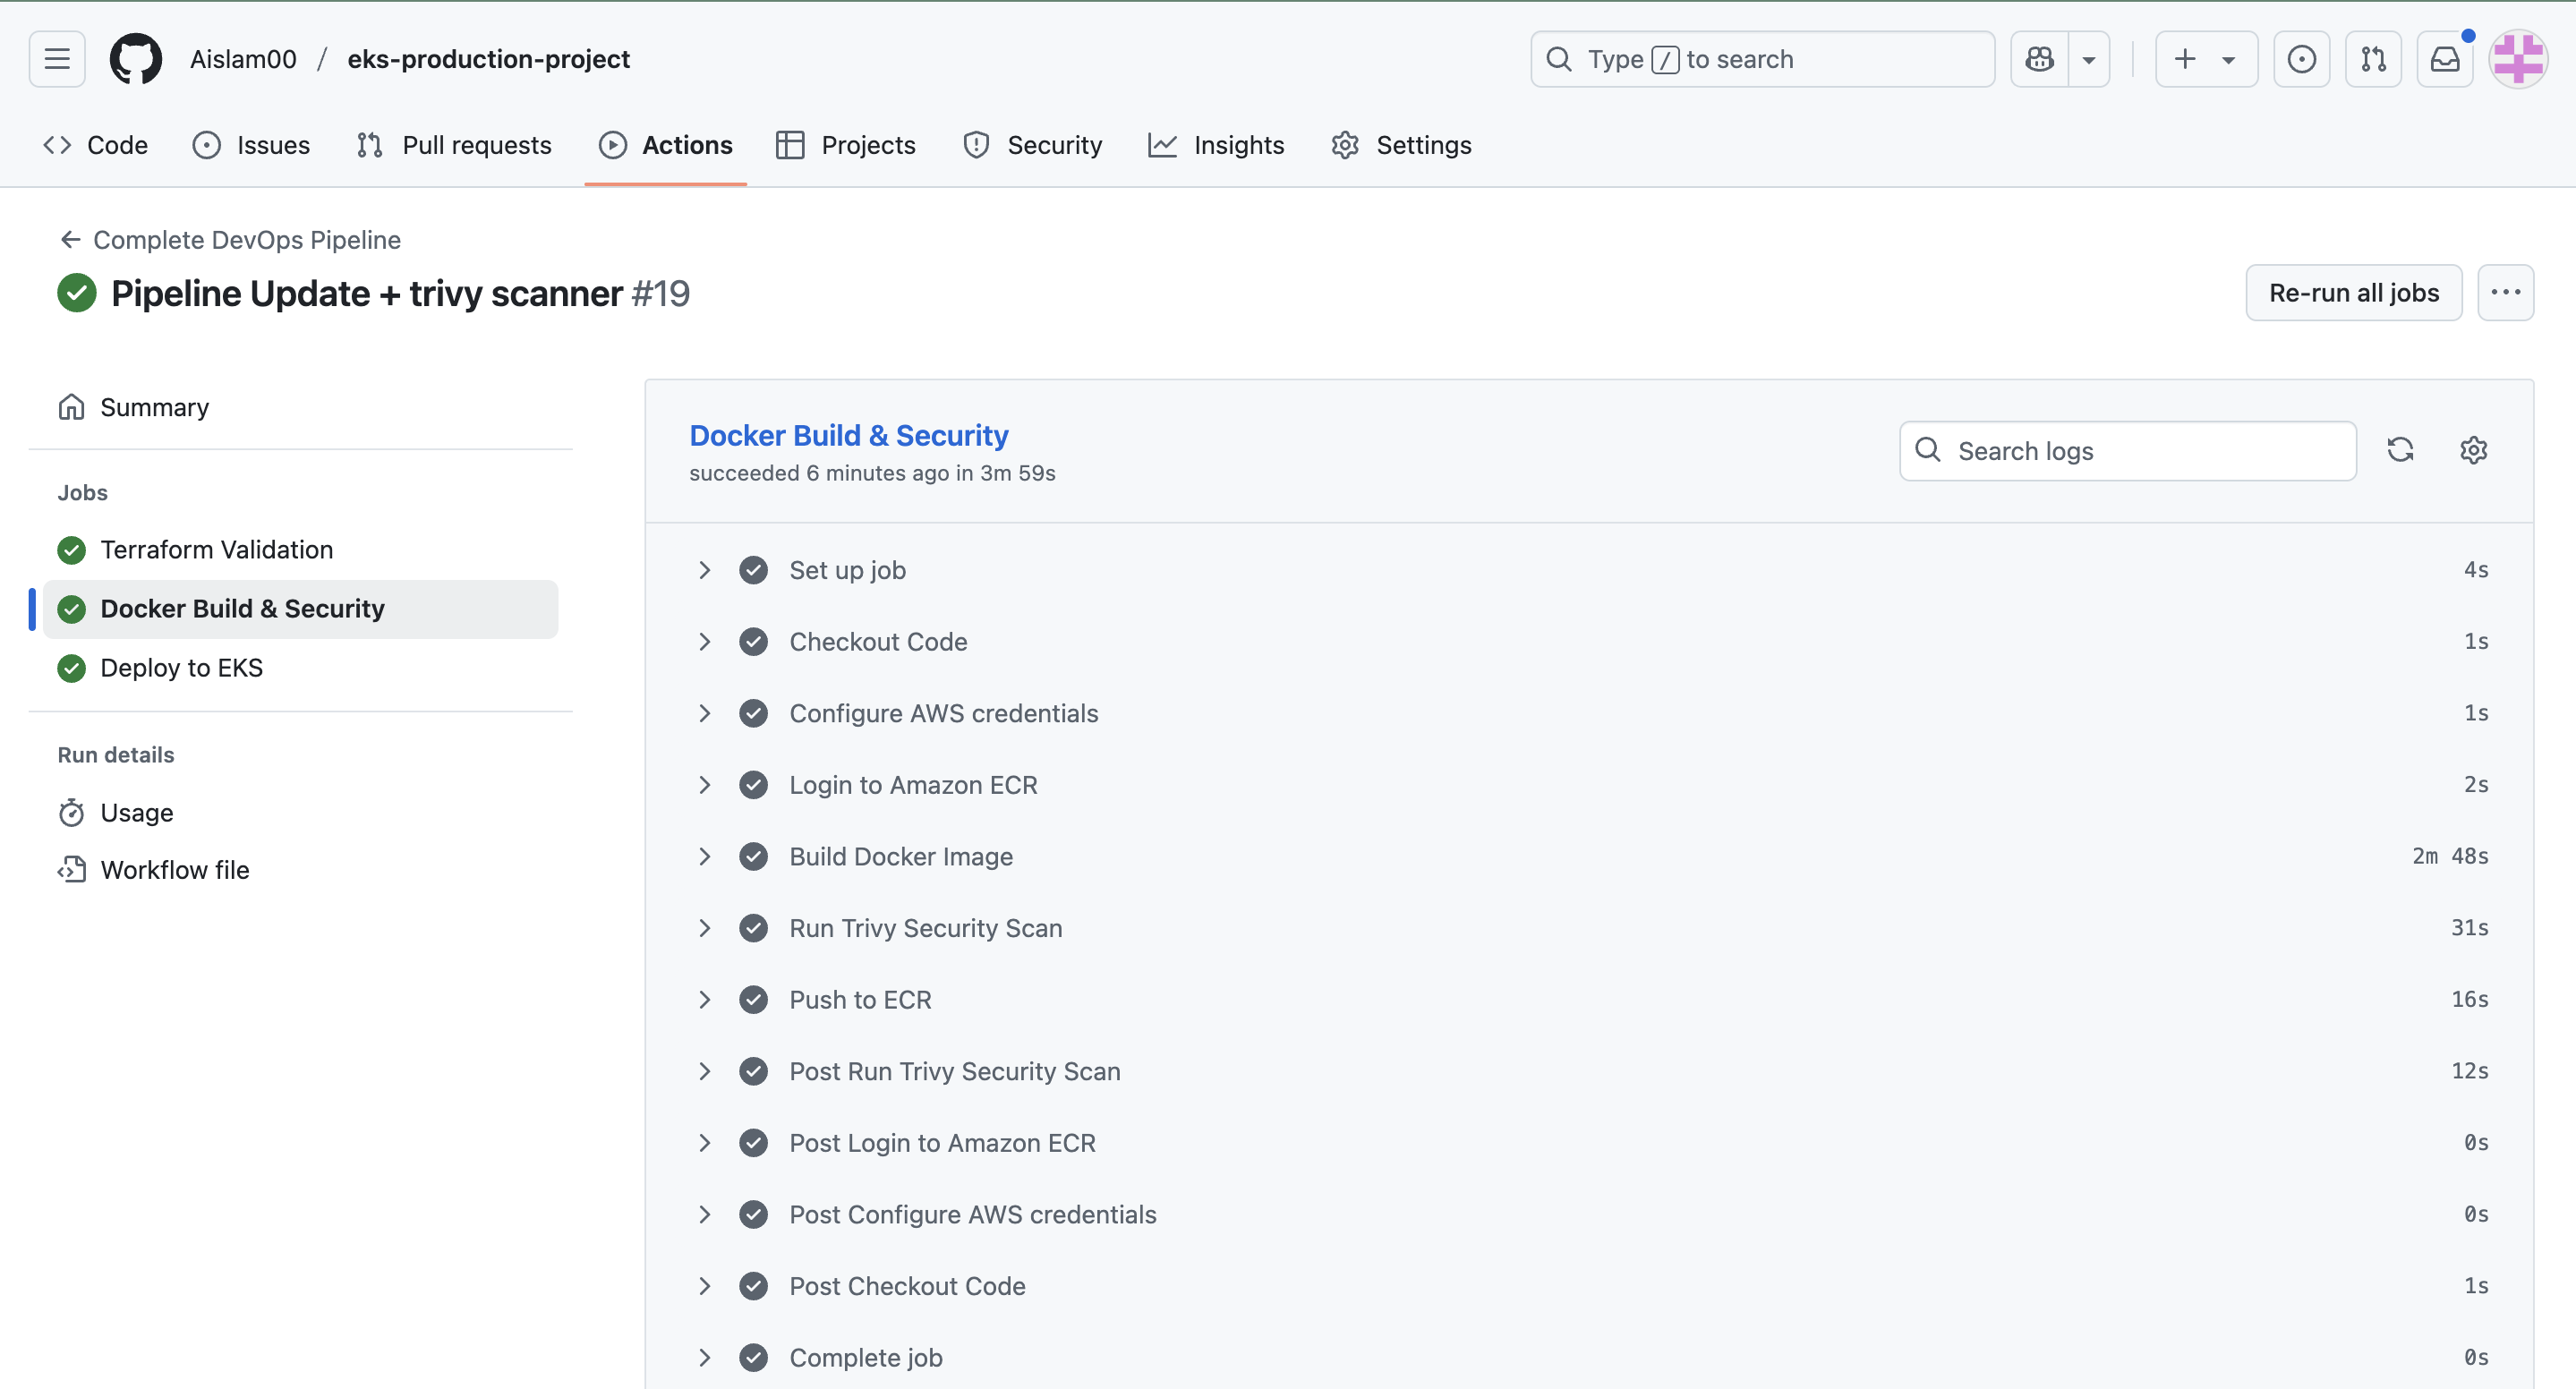 Aislam00 / eks-production-project
Type / to search
Code Issues Pull requests Actions Projects Security Insights Settings
Complete DevOps Pipeline
Pipeline Update + trivy scanner #19
Re-run all jobs
Summary
Jobs
Terraform Validation
Docker Build & Security
Deploy to EKS
Run details
Usage
Workflow file
Docker Build & Security
succeeded 6 minutes ago in 3m 59s
Search logs
Set up job 4s
Checkout Code 1s
Configure AWS credentials 1s
Login to Amazon ECR 2s
Build Docker Image 2m 48s
Run Trivy Security Scan 31s
Push to ECR 16s
Post Run Trivy Security Scan 12s
Post Login to Amazon ECR 0s
Post Configure AWS credentials 0s
Post Checkout Code 1s
Complete job 0s